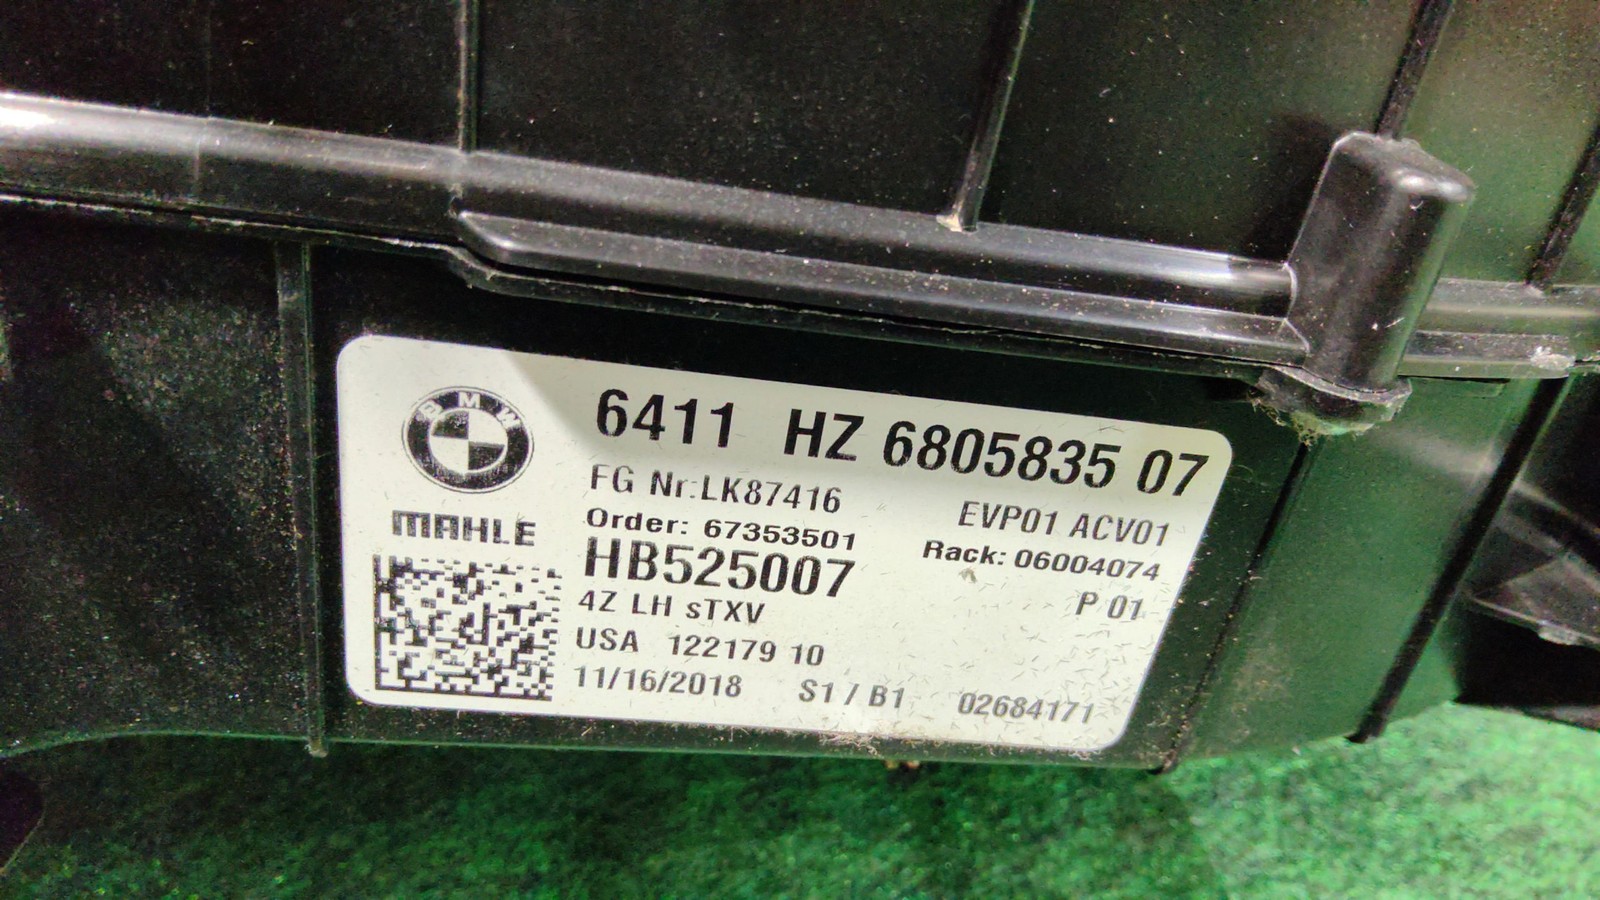 BMW
6411 HZ 6805835 07
FG Nr:LK87416
EVP01 ACV01
MAHLE
Order: 67353501
Rack: 06004074
HB525007
P 01
4Z LH sTXV
USA 122179 10
11/16/2018 S1 / B1 02684171